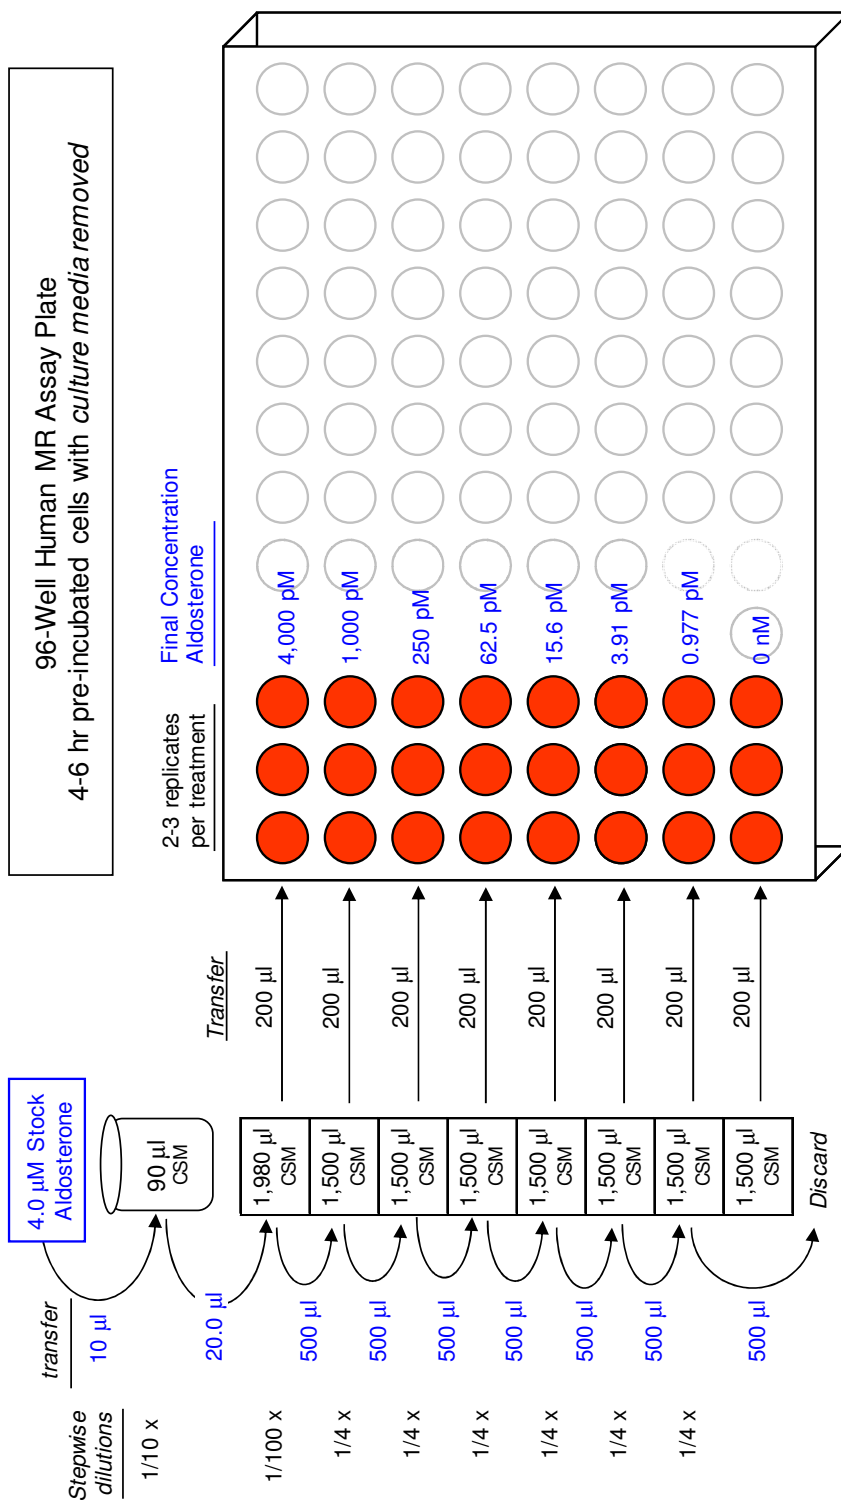 96-Well Human MR Assay Plate
4-6 hr pre-incubated cells with culture media removed
Stepwise
dilutions
transfer
4.0 µM Stock
Aldosterone
Transfer
2-3 replicates
per treatment
Final Concentration
Aldosterone
1/10 x
10 µl
90 µl
CSM
20.0 µl
1/100 x
1,980 µl
CSM
200 µl
4,000 pM
500 µl
1/4 x
1,500 µl
CSM
200 µl
1,000 pM
500 µl
1/4 x
1,500 µl
CSM
200 µl
250 pM
500 µl
1/4 x
1,500 µl
CSM
200 µl
62.5 pM
500 µl
1/4 x
1,500 µl
CSM
200 µl
15.6 pM
500 µl
1/4 x
1,500 µl
CSM
200 µl
3.91 pM
500 µl
1/4 x
1,500 µl
CSM
200 µl
0.977 pM
500 µl
1,500 µl
CSM
200 µl
0 nM
Discard